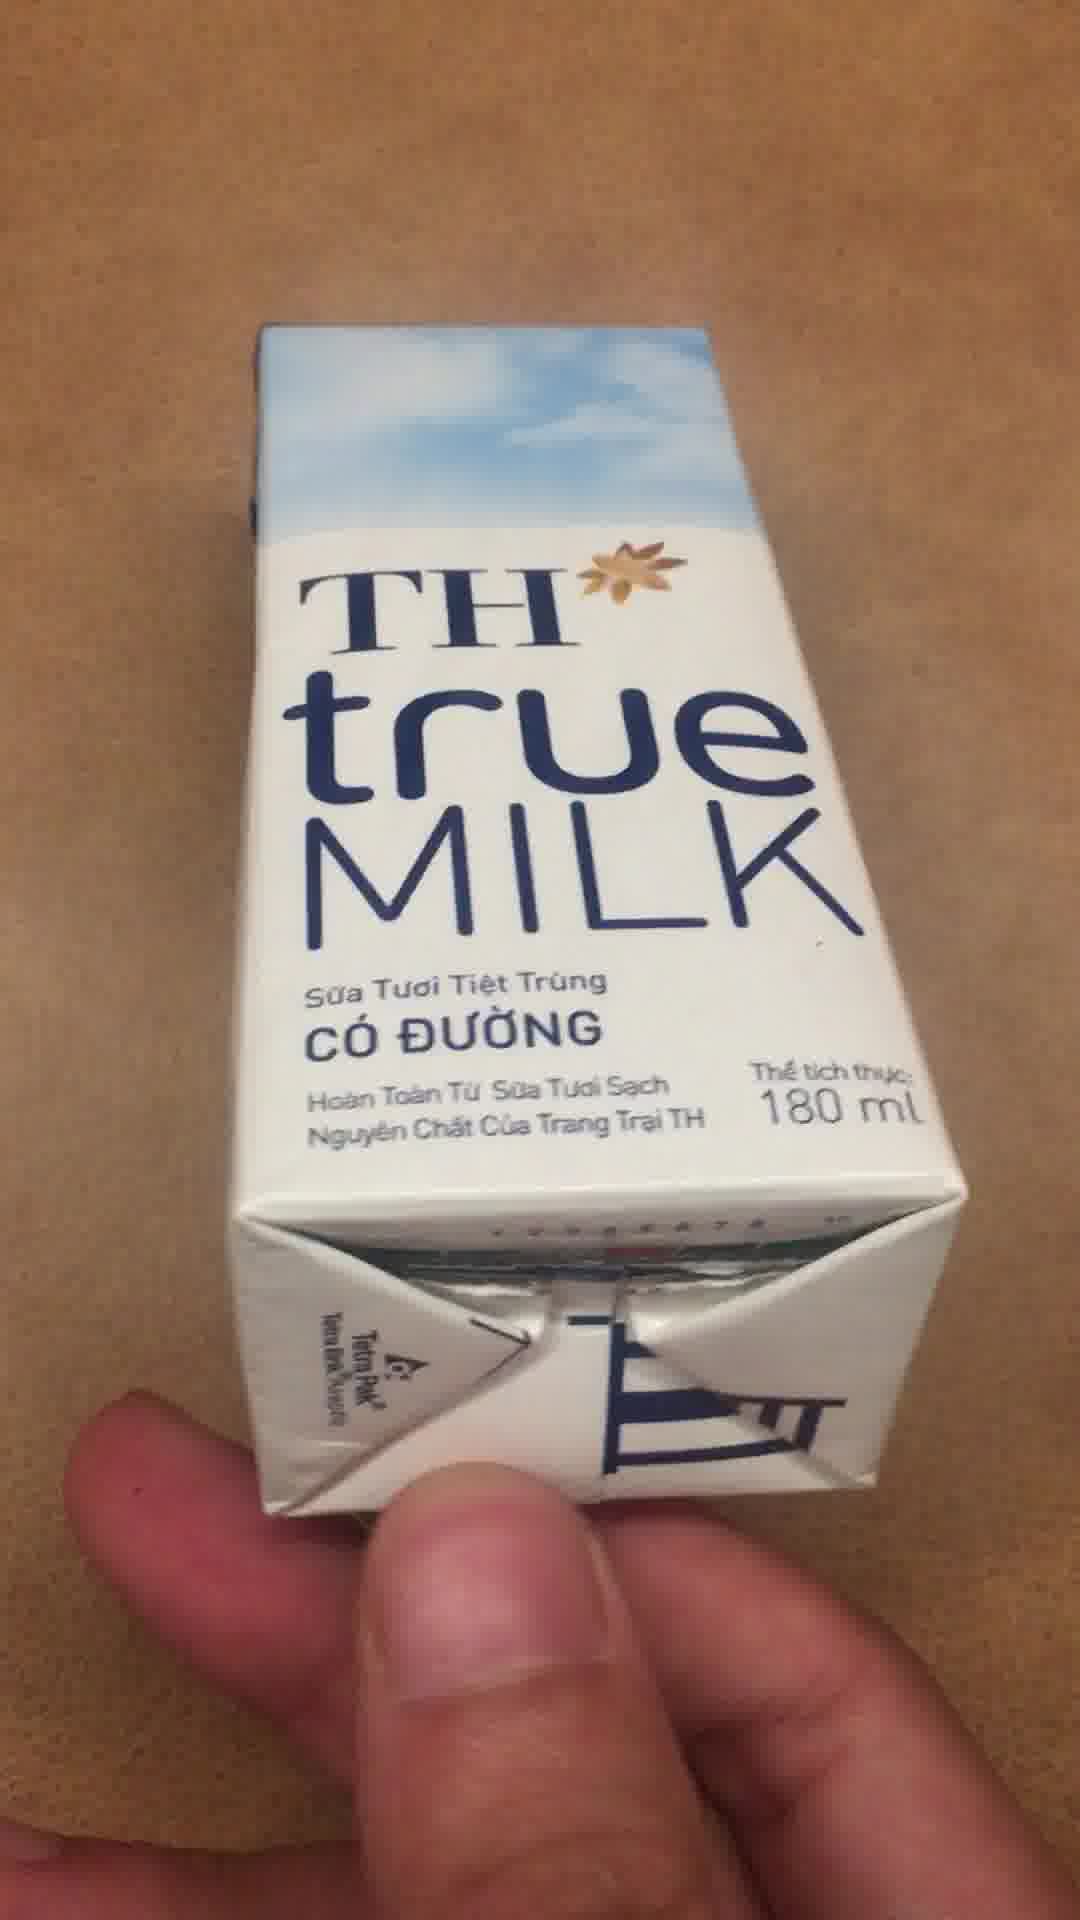 TH
true
MILK
Sữa Tươi Tiệt Trùng
CÓ ĐƯỜNG
Hoàn Toàn Từ Sữa Tươi Sạch
Nguyên Chất Của Trang Trại TH
Thể tích thực:
180 ml
Tetra Pak®